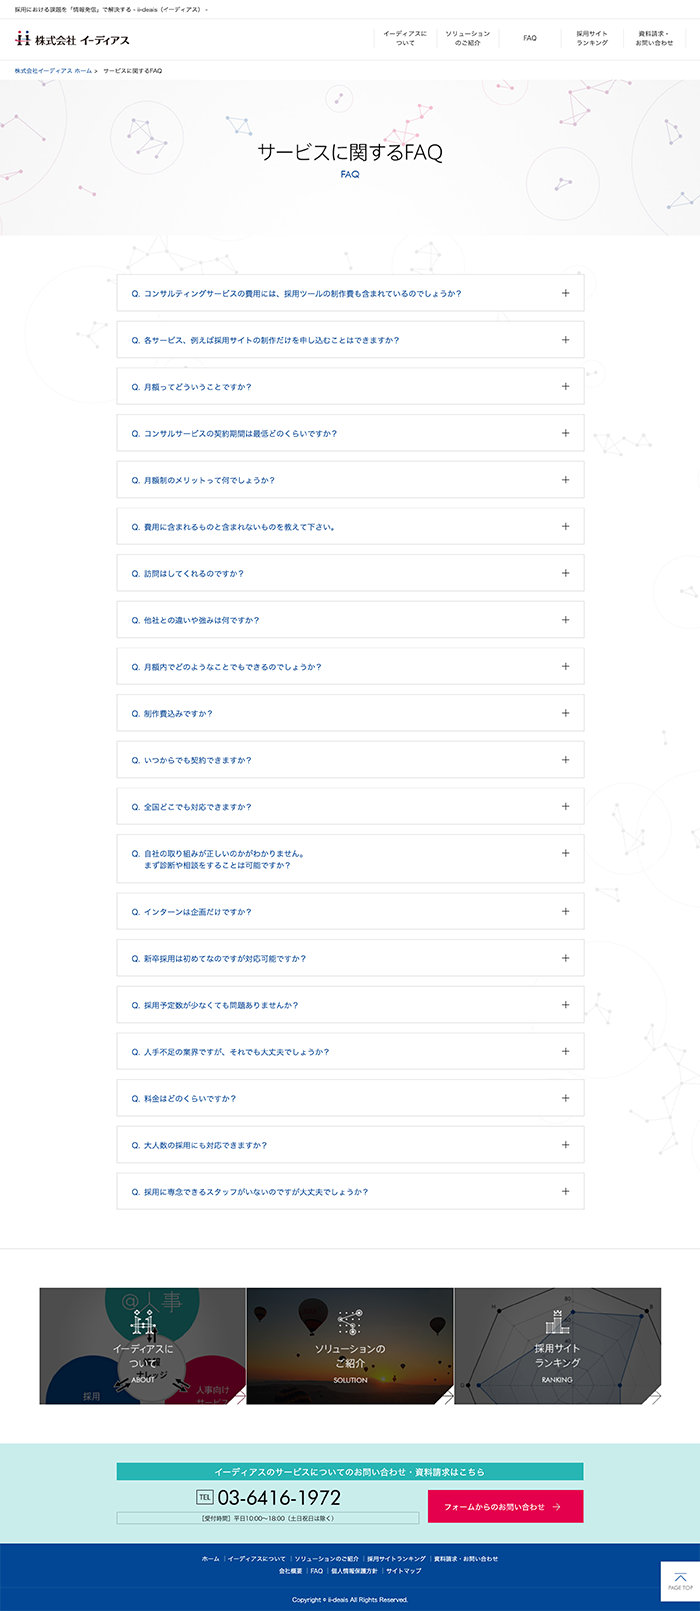 採用における課題を「情報発信」で解決する - ii-deais（イーディアス） -
株式会社 イーディアス
イーディアスに
ついて
ソリューション
のご紹介
FAQ
採用サイト
ランキング
資料請求・
お問い合わせ
株式会社イーディアス ホーム > サービスに関するFAQ
サービスに関するFAQ
FAQ
Q. コンサルティングサービスの費用には、採用ツールの制作費も含まれているのでしょうか？
Q. 各サービス、例えば採用サイトの制作だけを申し込むことはできますか？
Q. 月額ってどういうことですか？
Q. コンサルサービスの契約期間は最低どのくらいですか？
Q. 月額制のメリットって何でしょうか？
Q. 費用に含まれるものと含まれないものを教えて下さい。
Q. 訪問はしてくれるのですか？
Q. 他社との違いや強みは何ですか？
Q. 月額内でどのようなことでもできるのでしょうか？
Q. 制作費込みですか？
Q. いつからでも契約できますか？
Q. 全国どこでも対応できますか？
Q. 自社の取り組みが正しいのかがわかりません。
まず診断や相談をすることは可能ですか？
Q. インターンは企画だけですか？
Q. 新卒採用は初めてなのですが対応可能ですか？
Q. 採用予定数が少なくても問題ありませんか？
Q. 人手不足の業界ですが、それでも大丈夫でしょうか？
Q. 料金はどのくらいですか？
Q. 大人数の採用にも対応できますか？
Q. 採用に専念できるスタッフがいないのですが大丈夫でしょうか？
@人事
イーディアスに
ついて
ナレッジ
ABOUT
採用
人事向け
サービス
ソリューションの
ご紹介
SOLUTION
80
60
採用サイト
ランキング
RANKING
イーディアスのサービスについてのお問い合わせ・資料請求はこちら
TEL 03-6416-1972
［受付時間］平日10:00〜18:00（土日祝日は除く）
フォームからのお問い合わせ
ホーム | イーディアスについて | ソリューションのご紹介 | 採用サイトランキング | 資料請求・お問い合わせ
会社概要 | FAQ | 個人情報保護方針 | サイトマップ
PAGE TOP
Copyright © ii-deais All Rights Reserved.